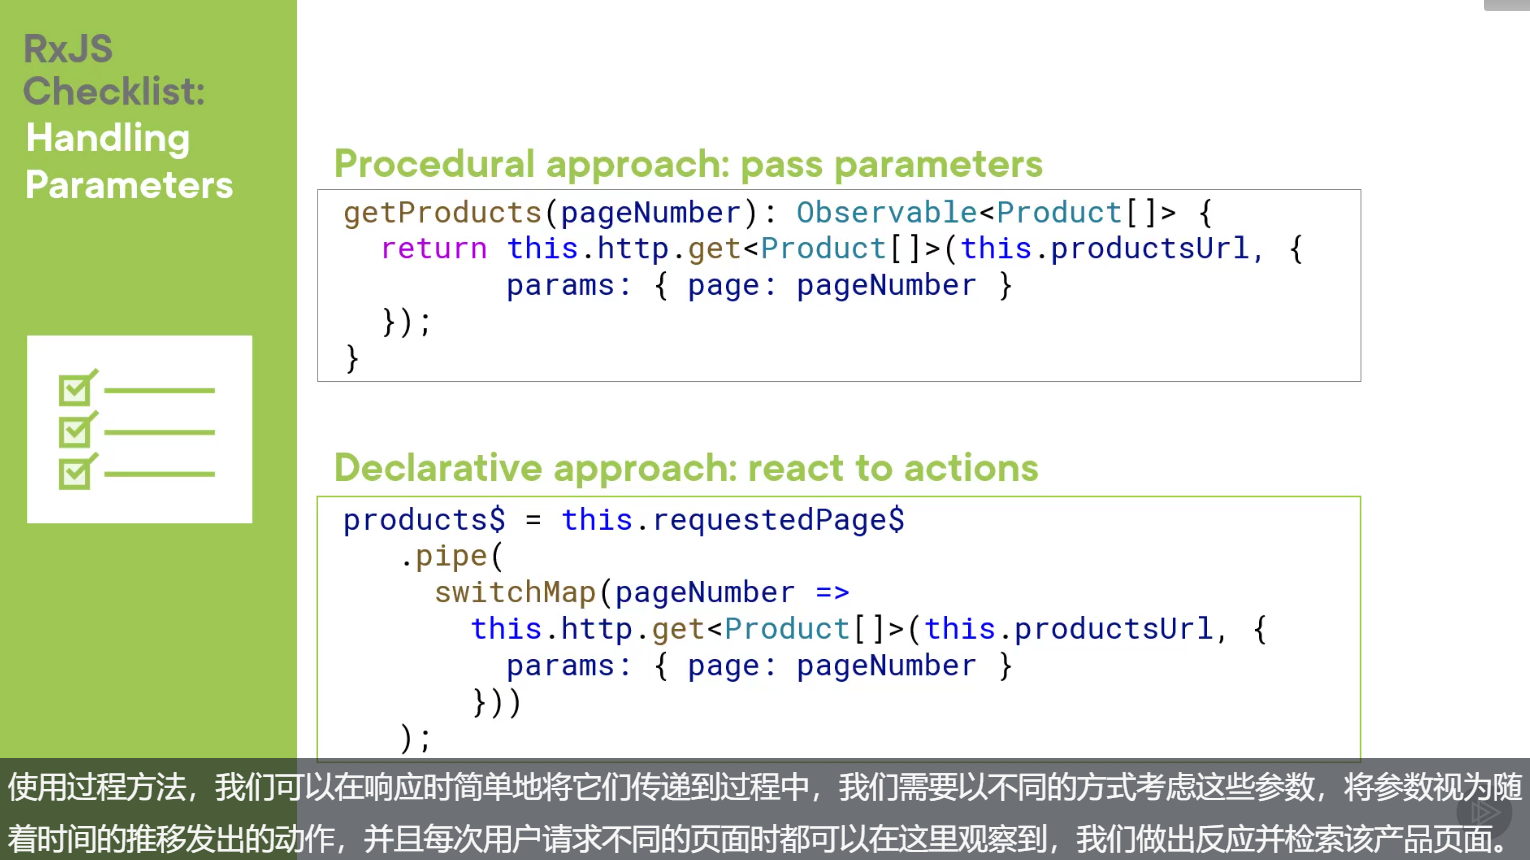 RxJS
Checklist:
Handling
Parameters
Procedural approach: pass parameters
getProducts(pageNumber): Observable<Product[]> {
  return this.http.get<Product[]>(this.productsUrl, {
         params: { page: pageNumber }
  });
}
Declarative approach: react to actions
products$ = this.requestedPage$
   .pipe(
     switchMap(pageNumber =>
       this.http.get<Product[]>(this.productsUrl, {
         params: { page: pageNumber }
       }))
   );
使用过程方法，我们可以在响应时简单地将它们传递到过程中，我们需要以不同的方式考虑这些参数，将参数视为随
着时间的推移发出的动作，并且每次用户请求不同的页面时都可以在这里观察到，我们做出反应并检索该产品页面。